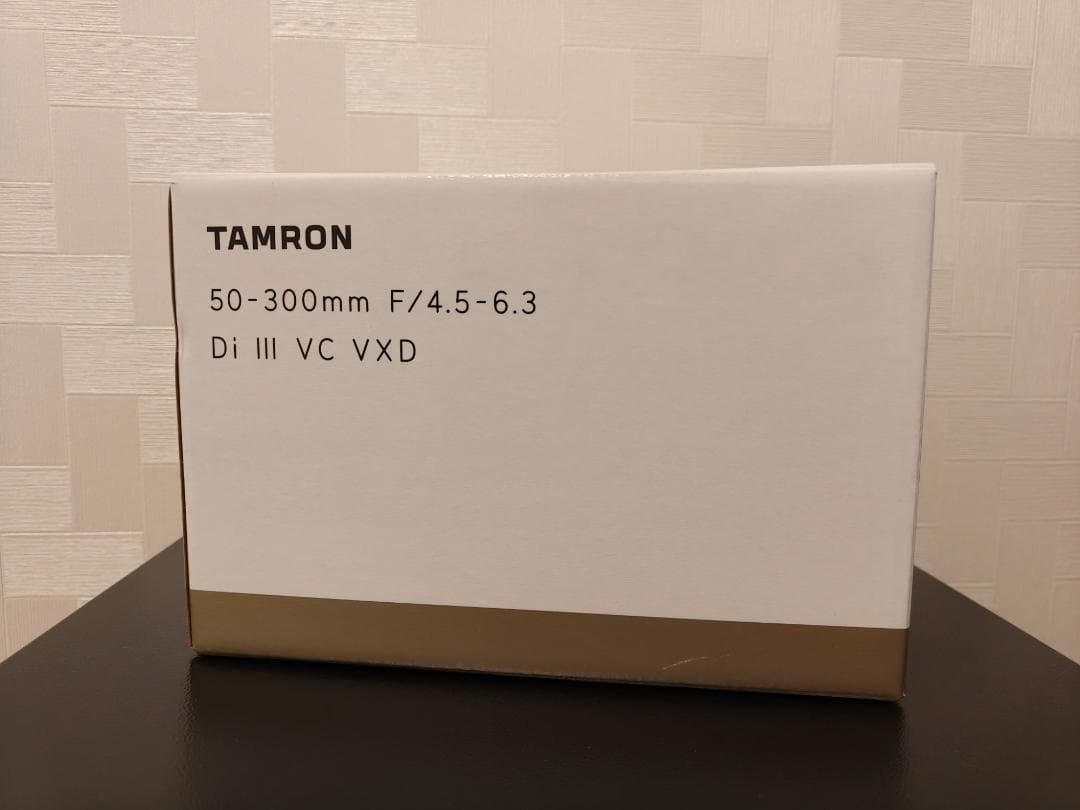 TAMRON
50-300mm F/4.5-6.3
Di III VC VXD